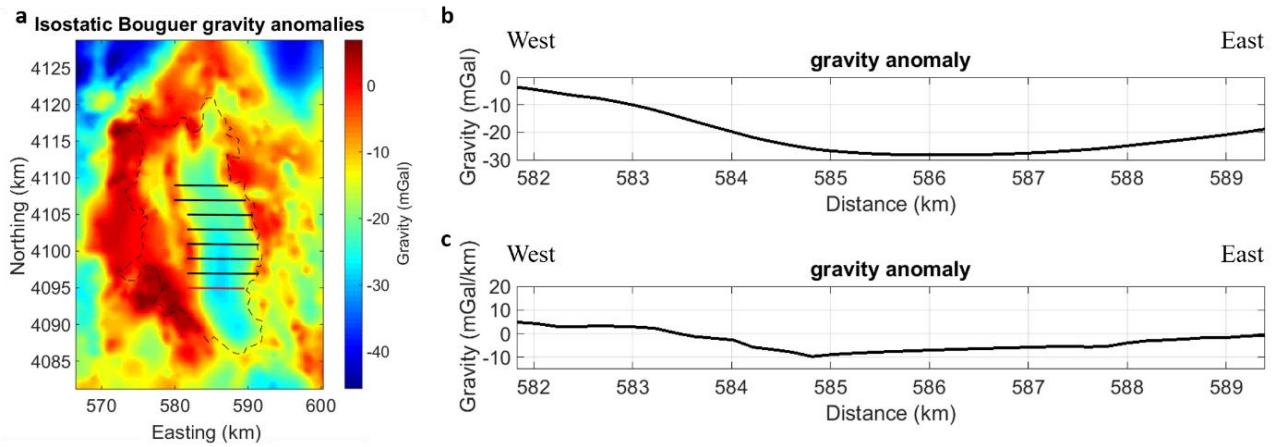 a
Isostatic Bouguer gravity anomalies
4125
4120
4115
4110
4105
4100
4095
4090
4085
Northing (km)
570
580
590
600
Easting (km)
0
-10
-20
-30
-40
Gravity (mGal)
b
West
East
gravity anomaly
0
-10
-20
-30
Gravity (mGal)
582
583
584
585
586
587
588
589
Distance (km)
c
West
East
gravity anomaly
20
10
0
-10
Gravity (mGal/km)
582
583
584
585
586
587
588
589
Distance (km)